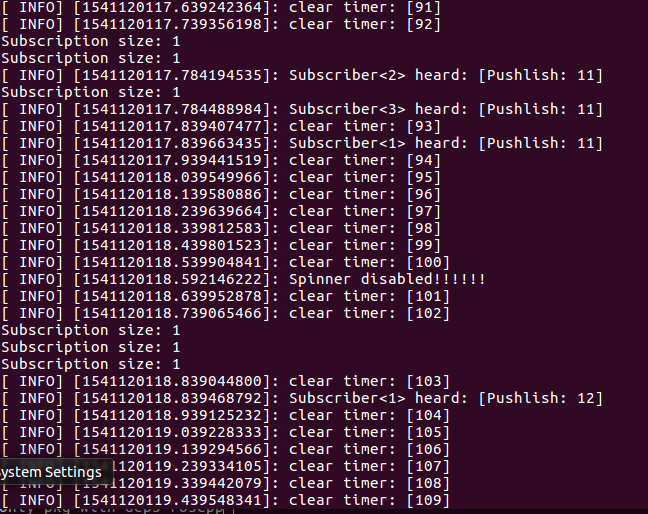 [ INFO] [1541120117.639242364]: clear timer: [91]
[ INFO] [1541120117.739356198]: clear timer: [92]
Subscription size: 1
Subscription size: 1
[ INFO] [1541120117.784194535]: Subscriber<2> heard: [Pushlish: 11]
Subscription size: 1
[ INFO] [1541120117.784488984]: Subscriber<3> heard: [Pushlish: 11]
[ INFO] [1541120117.839407477]: clear timer: [93]
[ INFO] [1541120117.839663435]: Subscriber<1> heard: [Pushlish: 11]
[ INFO] [1541120117.939441519]: clear timer: [94]
[ INFO] [1541120118.039549966]: clear timer: [95]
[ INFO] [1541120118.139580886]: clear timer: [96]
[ INFO] [1541120118.239639664]: clear timer: [97]
[ INFO] [1541120118.339812583]: clear timer: [98]
[ INFO] [1541120118.439801523]: clear timer: [99]
[ INFO] [1541120118.539904841]: clear timer: [100]
[ INFO] [1541120118.592146222]: Spinner disabled!!!!!!
[ INFO] [1541120118.639952878]: clear timer: [101]
[ INFO] [1541120118.739065466]: clear timer: [102]
Subscription size: 1
Subscription size: 1
Subscription size: 1
[ INFO] [1541120118.839044800]: clear timer: [103]
[ INFO] [1541120118.839468792]: Subscriber<1> heard: [Pushlish: 12]
[ INFO] [1541120118.939125232]: clear timer: [104]
[ INFO] [1541120119.039228333]: clear timer: [105]
[ INFO] [1541120119.139294566]: clear timer: [106]
ystem Settings 120119.239334105]: clear timer: [107]
[ INFO] [1541120119.339442079]: clear timer: [108]
[ INFO] [1541120119.439548341]: clear timer: [109]